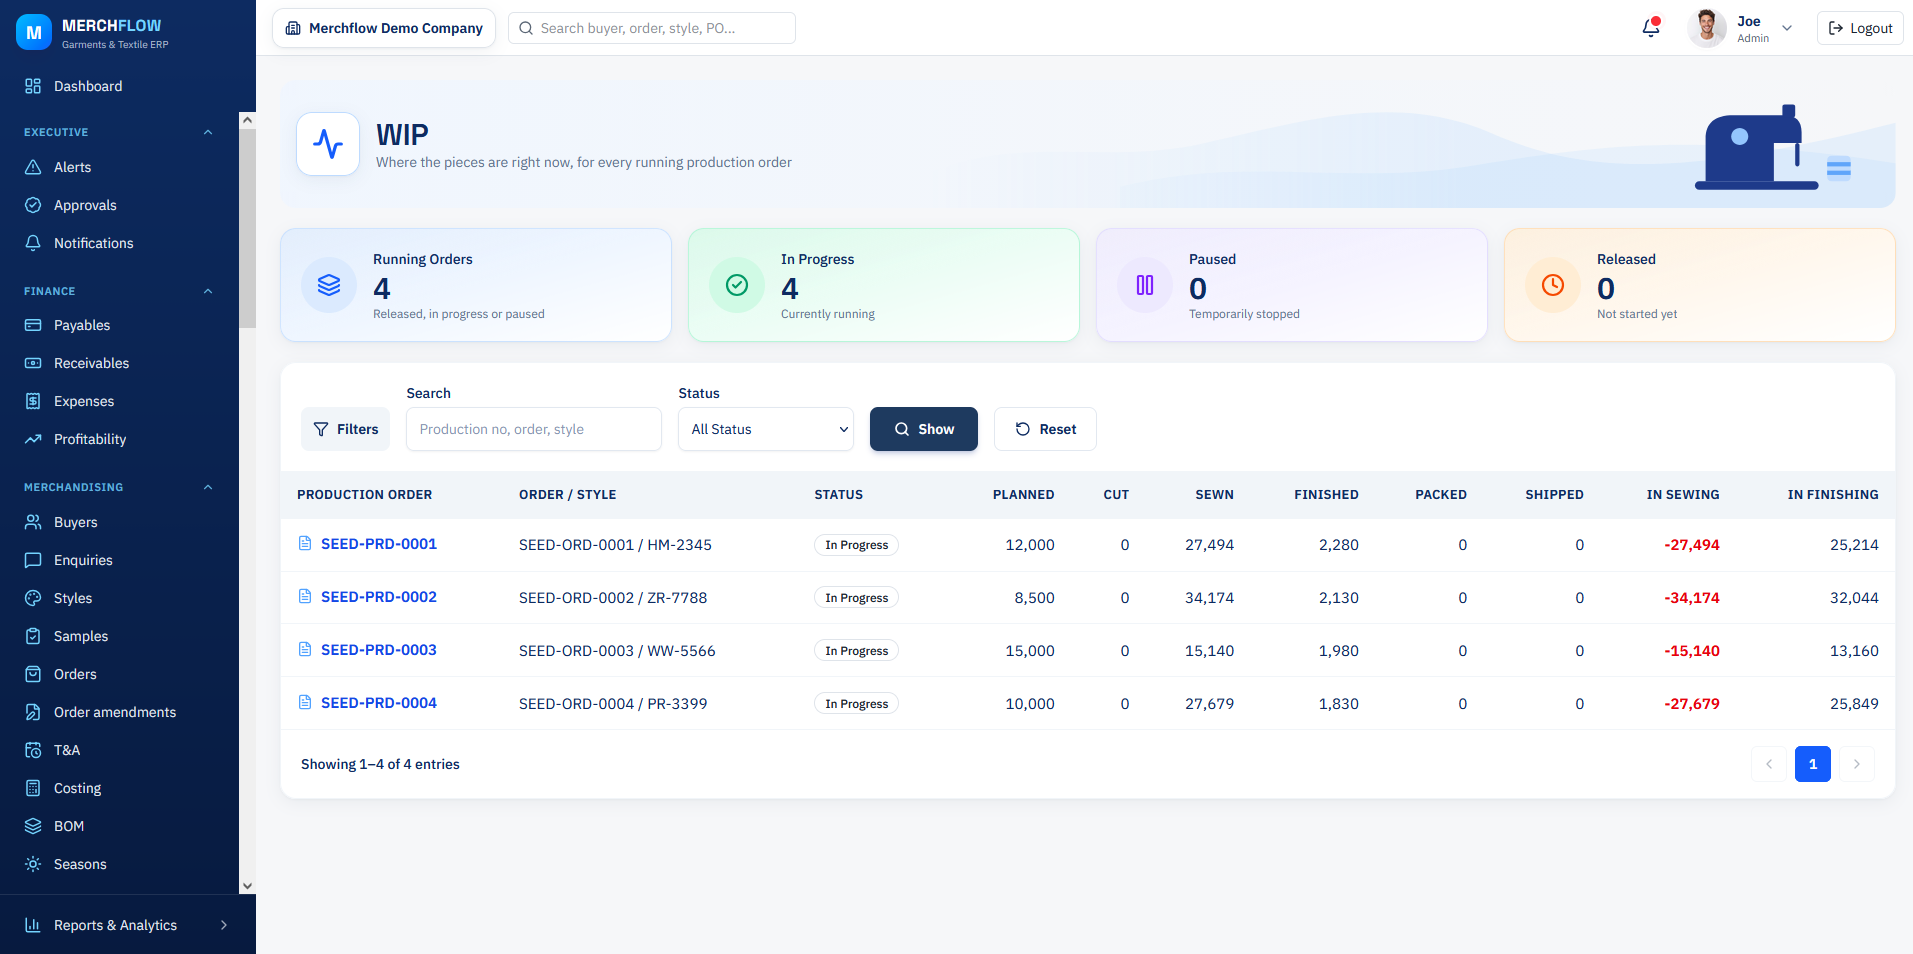 MERCHFLOW
Garments & Textile ERP
Merchflow Demo Company
Search buyer, order, style, PO...
Joe
Admin
Logout
Dashboard
EXECUTIVE
Alerts
Approvals
Notifications
FINANCE
Payables
Receivables
Expenses
Profitability
MERCHANDISING
Buyers
Enquiries
Styles
Samples
Orders
Order amendments
T&A
Costing
BOM
Seasons
Reports & Analytics
WIP
Where the pieces are right now, for every running production order
Running Orders
4
Released, in progress or paused
In Progress
4
Currently running
Paused
0
Temporarily stopped
Released
0
Not started yet
Filters
Search
Production no, order, style
Status
All Status
Show
Reset
PRODUCTION ORDER ORDER / STYLE STATUS PLANNED CUT SEWN FINISHED PACKED SHIPPED IN SEWING IN FINISHING
SEED-PRD-0001 SEED-ORD-0001 / HM-2345 In Progress 12,000 0 27,494 2,280 0 0 -27,494 25,214
SEED-PRD-0002 SEED-ORD-0002 / ZR-7788 In Progress 8,500 0 34,174 2,130 0 0 -34,174 32,044
SEED-PRD-0003 SEED-ORD-0003 / WW-5566 In Progress 15,000 0 15,140 1,980 0 0 -15,140 13,160
SEED-PRD-0004 SEED-ORD-0004 / PR-3399 In Progress 10,000 0 27,679 1,830 0 0 -27,679 25,849
Showing 1–4 of 4 entries
1